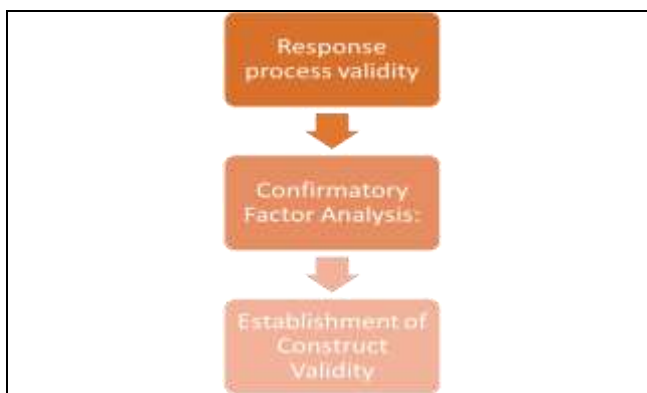 Response
process validity
Confirmatory
Factor Analysis:
Establishment of
Construct
Validity